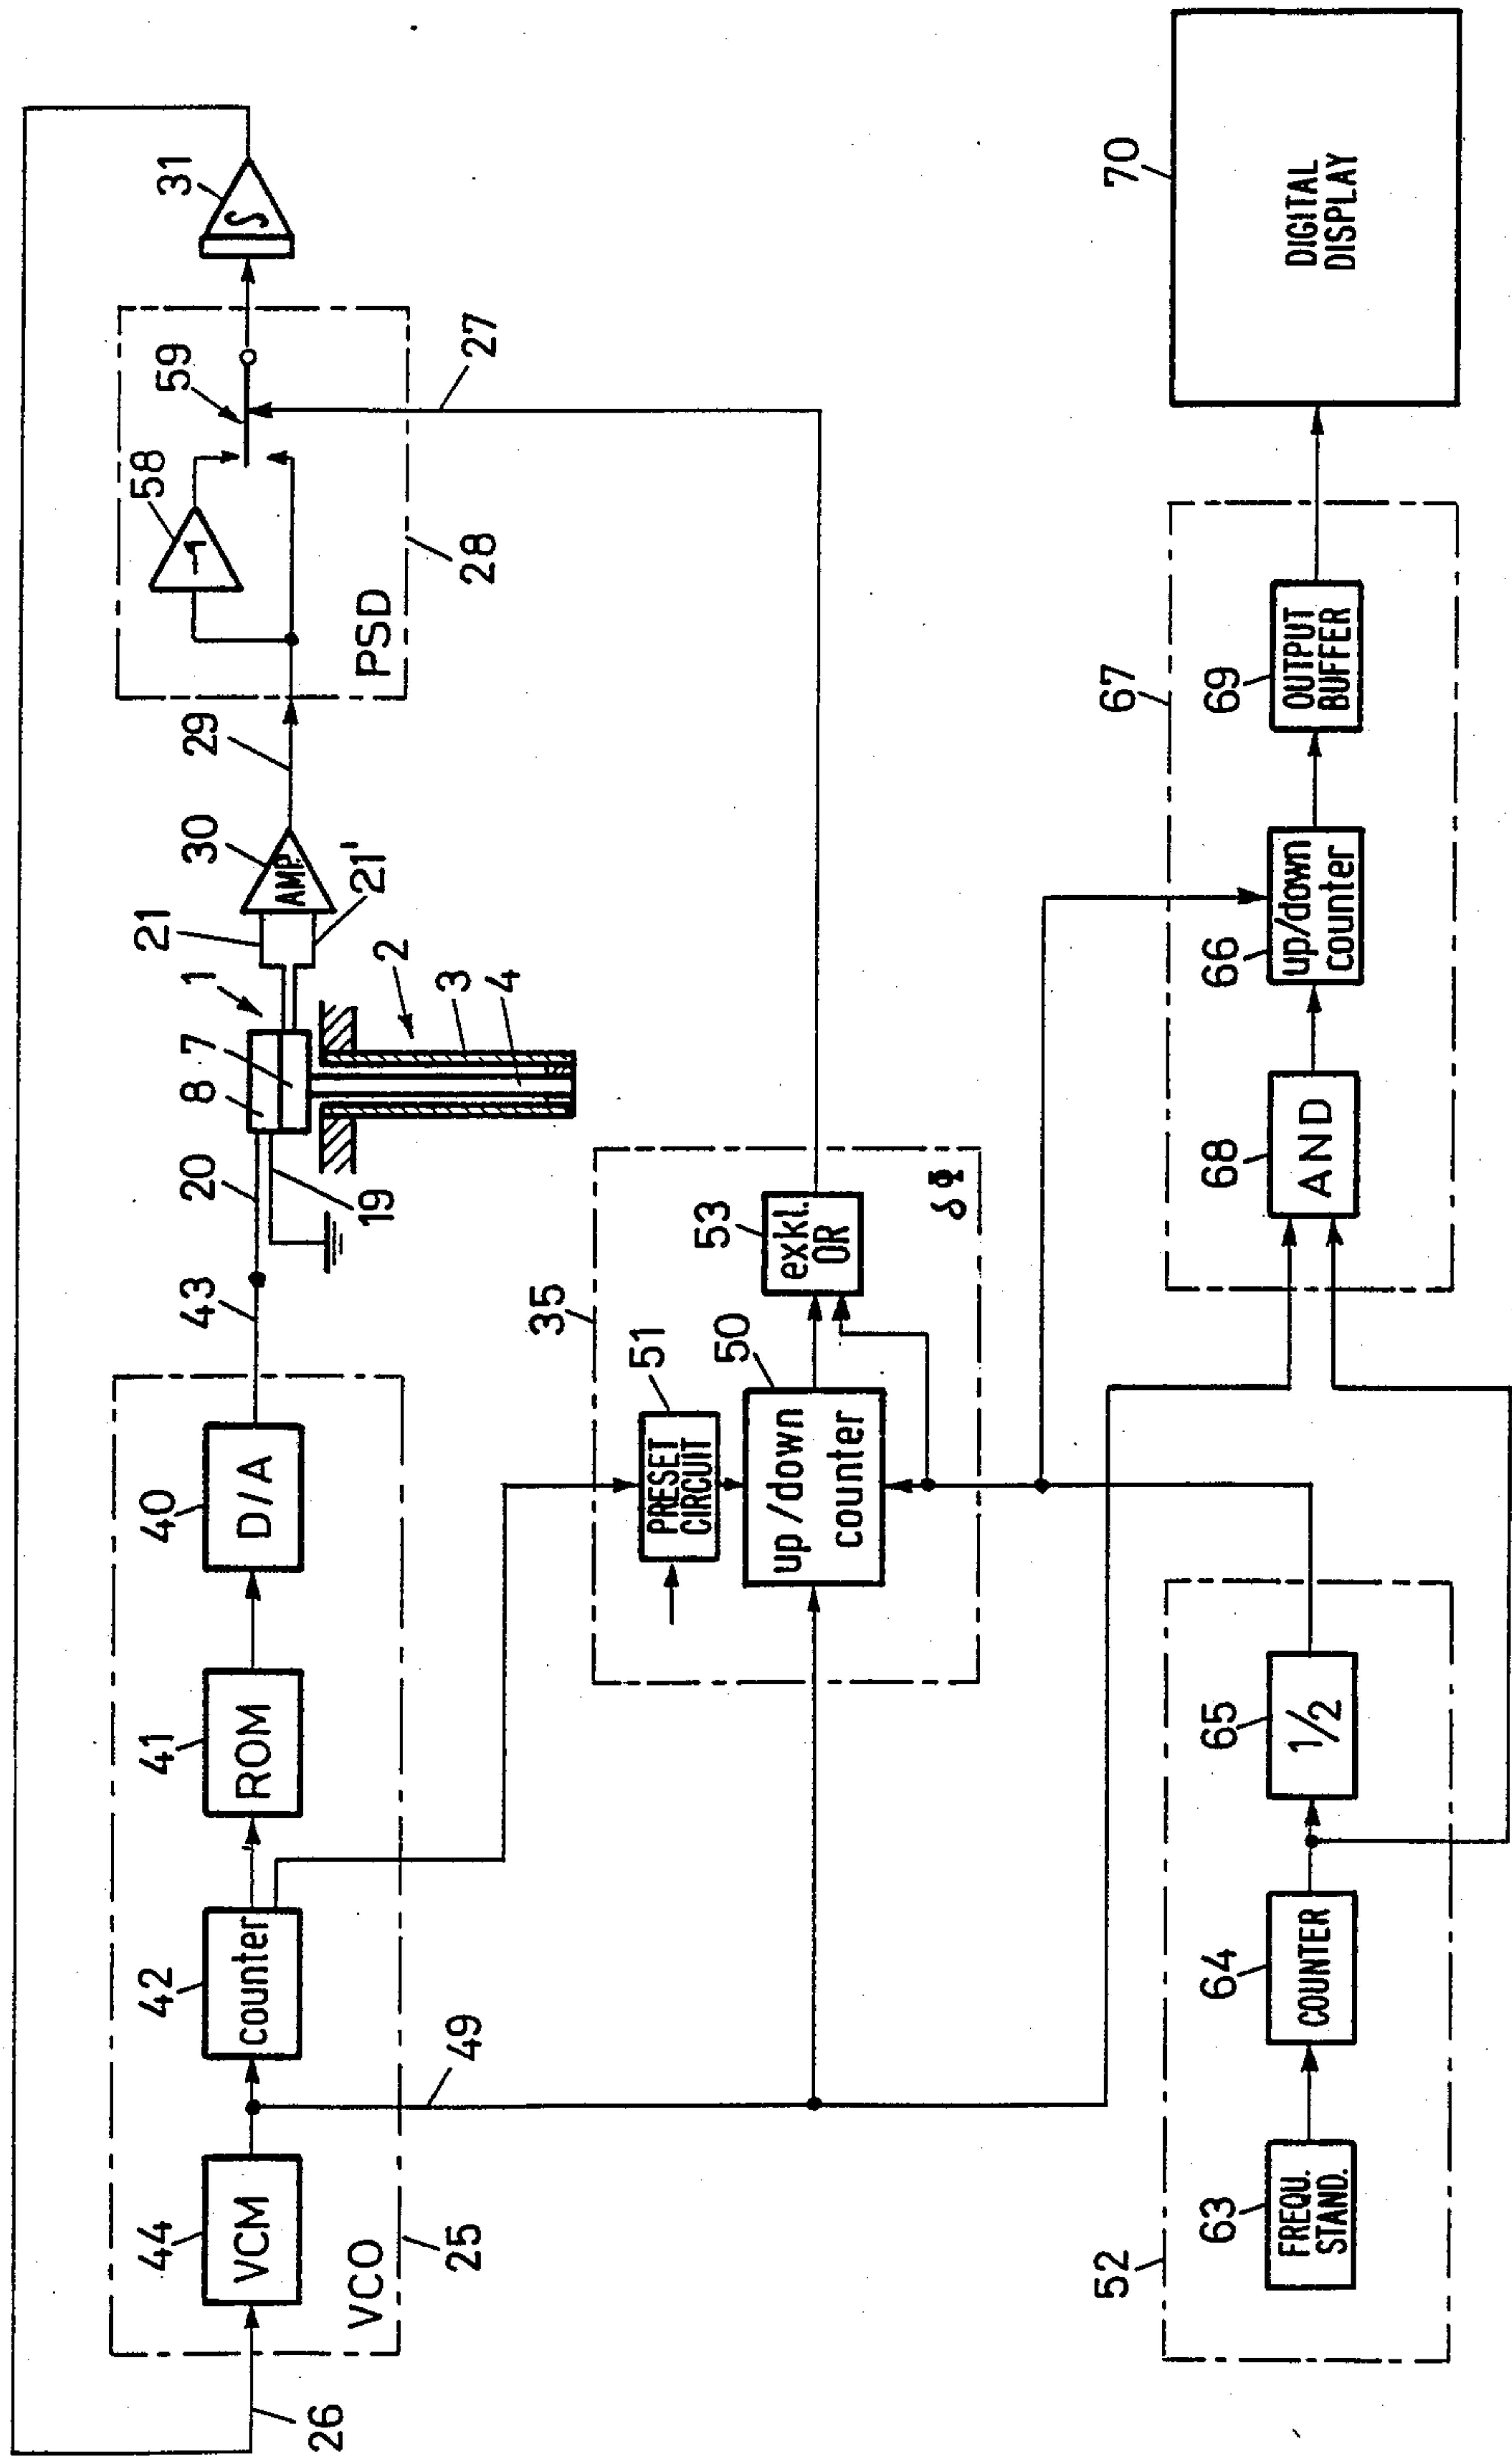 26
44
VCM
42
counter
41
ROM
40
D/A
43
20
19
8
7
1
21
21'
30
AMP.
29
58
59
31
∫
VCO
25
49
PSD
28
27
2
3
4
35
51
PRESET
CIRCUIT
50
up/down
counter
53
exkl.
OR
δΦ
52
63
FREQU.
STAND.
64
COUNTER
65
1/2
67
68
AND
66
up/down
counter
69
OUTPUT
BUFFER
70
DIGITAL
DISPLAY